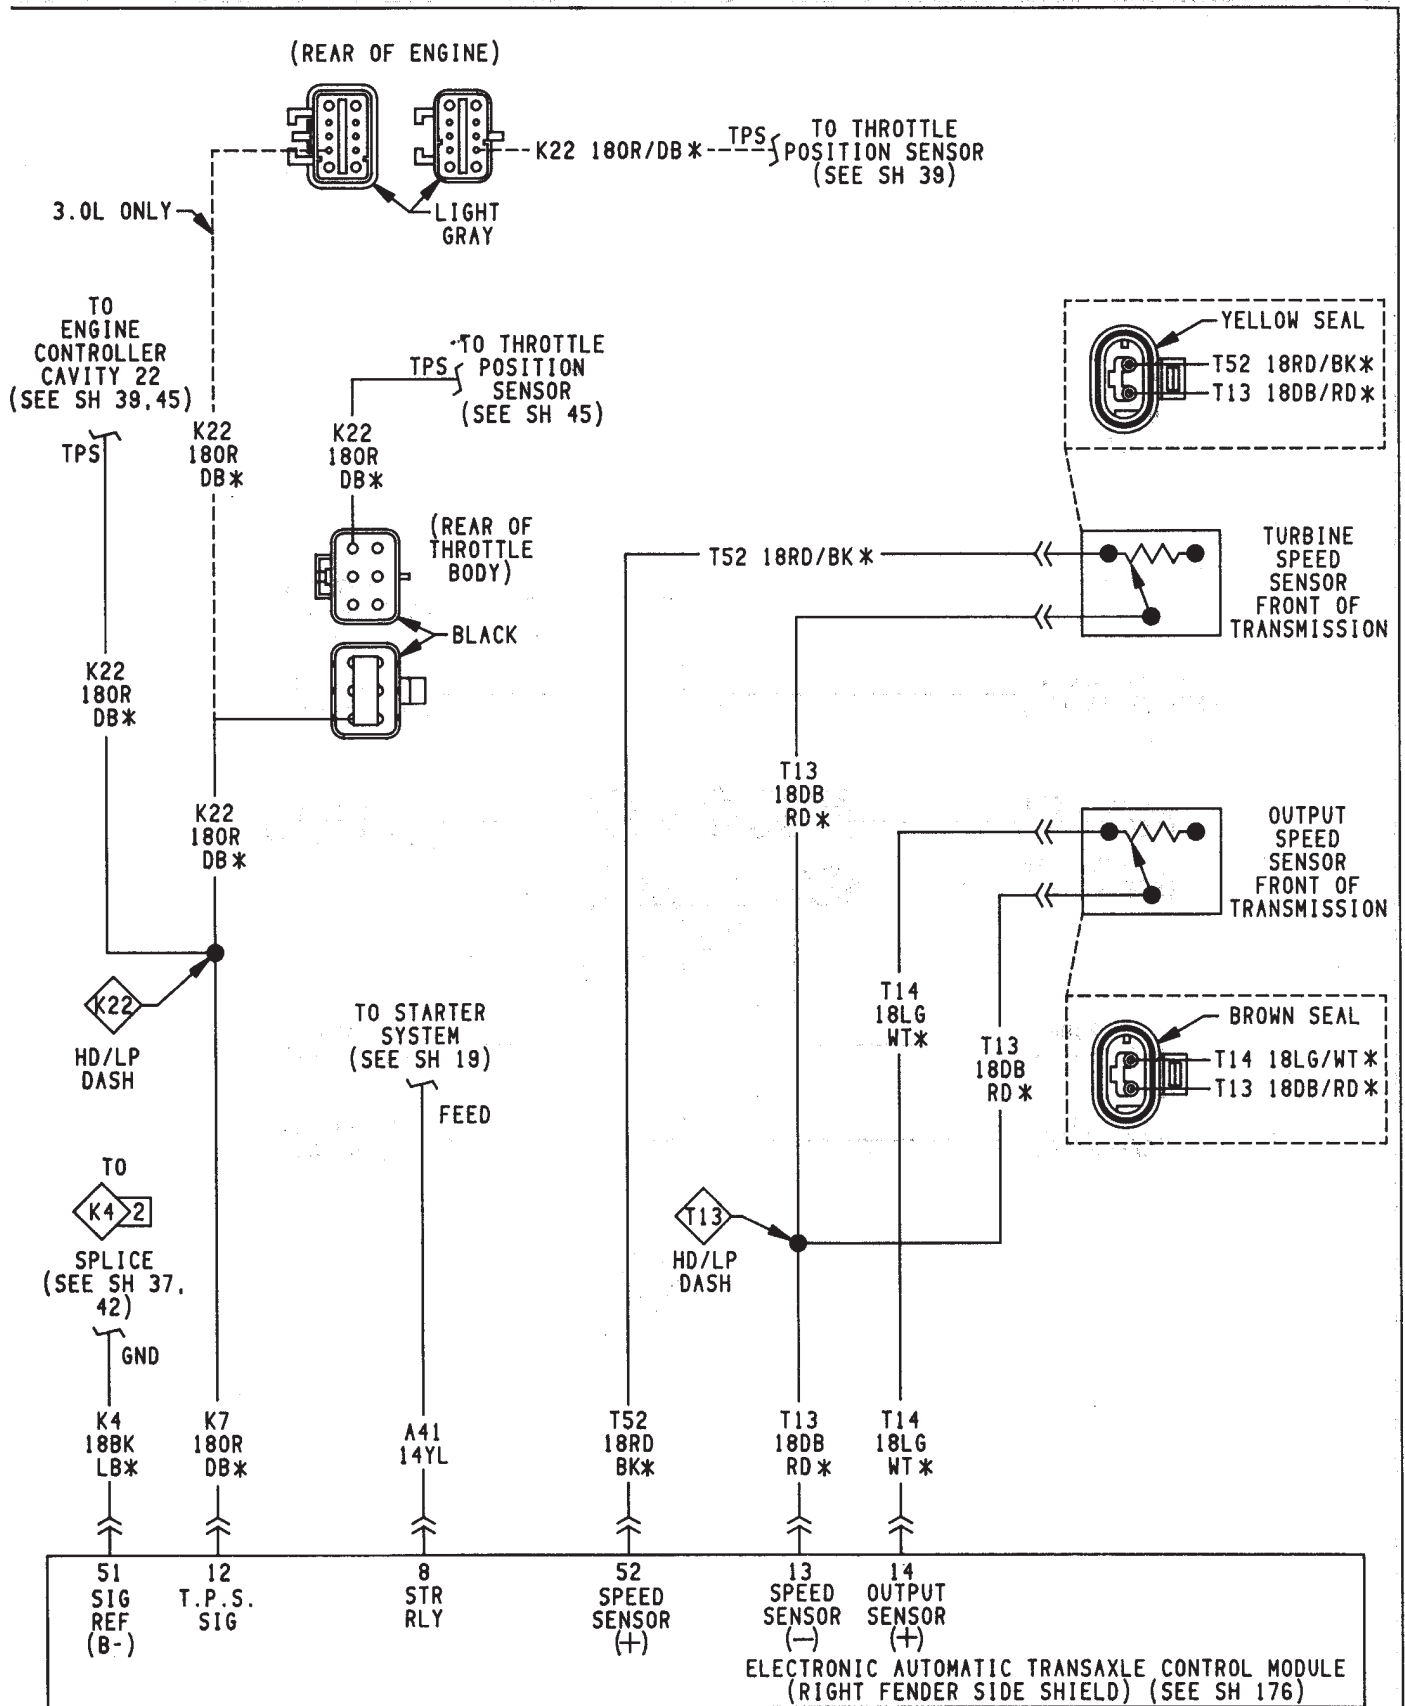 (REAR OF ENGINE)
K22 18OR/DB*
TPS
TO THROTTLE
POSITION SENSOR
(SEE SH 39)
3.0L ONLY
LIGHT
GRAY
TO
ENGINE
CONTROLLER
CAVITY 22
(SEE SH 39,45)
TPS
K22
18OR
DB*
TPS
TO THROTTLE
POSITION
SENSOR
(SEE SH 45)
K22
18OR
DB*
YELLOW SEAL
T52 18RD/BK*
T13 18DB/RD*
(REAR OF
THROTTLE
BODY)
BLACK
T52 18RD/BK*
TURBINE
SPEED
SENSOR
FRONT OF
TRANSMISSION
K22
18OR
DB*
K22
18OR
DB*
T13
18DB
RD*
OUTPUT
SPEED
SENSOR
FRONT OF
TRANSMISSION
K22
HD/LP
DASH
TO STARTER
SYSTEM
(SEE SH 19)
FEED
T14
18LG
WT*
T13
18DB
RD*
BROWN SEAL
T14 18LG/WT*
T13 18DB/RD*
TO
K4 2
SPLICE
(SEE SH 37,
42)
GND
T13
HD/LP
DASH
K4
18BK
LB*
K7
18OR
DB*
A41
14YL
T52
18RD
BK*
T13
18DB
RD*
T14
18LG
WT*
51
SIG
REF
(B-)
12
T.P.S.
SIG
8
STR
RLY
52
SPEED
SENSOR
(+)
13
SPEED
SENSOR
(-)
14
OUTPUT
SENSOR
(+)
ELECTRONIC AUTOMATIC TRANSAXLE CONTROL MODULE
(RIGHT FENDER SIDE SHIELD) (SEE SH 176)